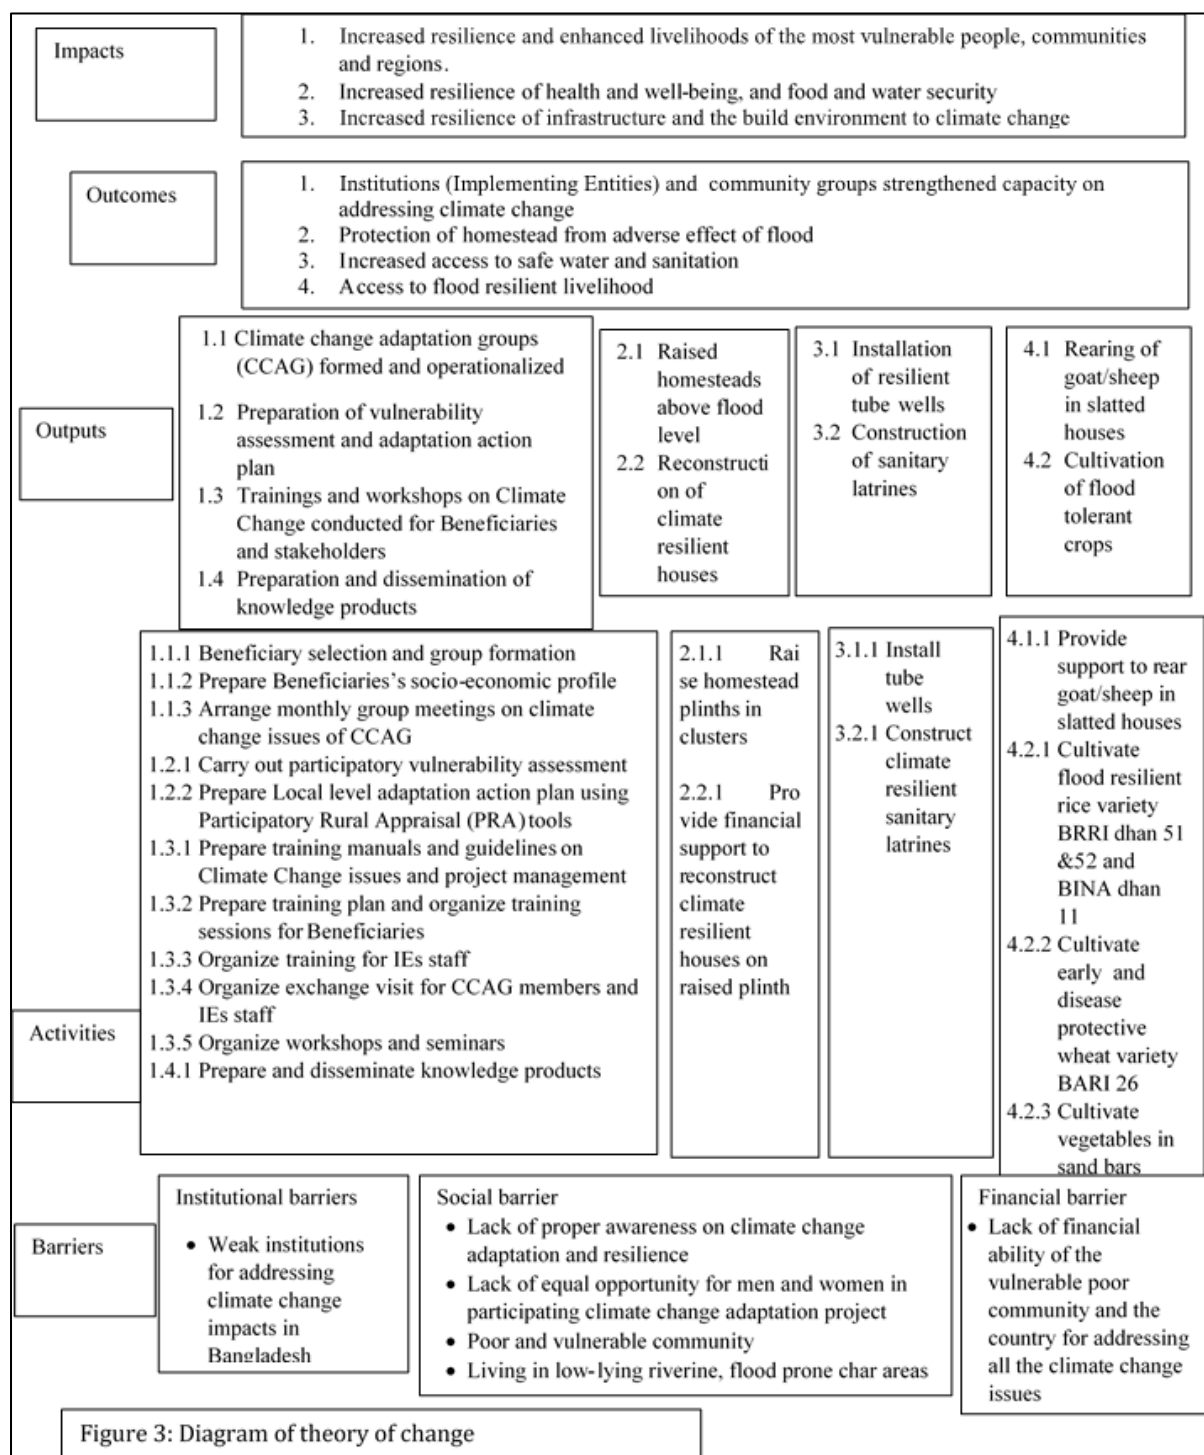 Impacts
1. Increased resilience and enhanced livelihoods of the most vulnerable people, communities
and regions.
2. Increased resilience of health and well-being, and food and water security
3. Increased resilience of infrastructure and the build environment to climate change
Outcomes
1. Institutions (Implementing Entities) and community groups strengthened capacity on
addressing climate change
2. Protection of homestead from adverse effect of flood
3. Increased access to safe water and sanitation
4. Access to flood resilient livelihood
Outputs
1.1 Climate change adaptation groups
(CCAG) formed and operationalized
1.2 Preparation of vulnerability
assessment and adaptation action
plan
1.3 Trainings and workshops on Climate
Change conducted for Beneficiaries
and stakeholders
1.4 Preparation and dissemination of
knowledge products
2.1 Raised
homesteads
above flood
level
2.2 Reconstructi
on of
climate
resilient
houses
3.1 Installation
of resilient
tube wells
3.2 Construction
of sanitary
latrines
4.1 Rearing of
goat/sheep
in slatted
houses
4.2 Cultivation
of flood
tolerant
crops
Activities
1.1.1 Beneficiary selection and group formation
1.1.2 Prepare Beneficiaries's socio-economic profile
1.1.3 Arrange monthly group meetings on climate
change issues of CCAG
1.2.1 Carry out participatory vulnerability assessment
1.2.2 Prepare Local level adaptation action plan using
Participatory Rural Appraisal (PRA) tools
1.3.1 Prepare training manuals and guidelines on
Climate Change issues and project management
1.3.2 Prepare training plan and organize training
sessions for Beneficiaries
1.3.3 Organize training for IEs staff
1.3.4 Organize exchange visit for CCAG members and
IEs staff
1.3.5 Organize workshops and seminars
1.4.1 Prepare and disseminate knowledge products
2.1.1 Rai
se homestead
plinths in
clusters
2.2.1 Pro
vide financial
support to
reconstruct
climate
resilient
houses on
raised plinth
3.1.1 Install
tube
wells
3.2.1 Construct
climate
resilient
sanitary
latrines
4.1.1 Provide
support to rear
goat/sheep in
slatted houses
4.2.1 Cultivate
flood resilient
rice variety
BRRI dhan 51
&52 and
BINA dhan
11
4.2.2 Cultivate
early and
disease
protective
wheat variety
BARI 26
4.2.3 Cultivate
vegetables in
sand bars
Barriers
Institutional barriers
• Weak institutions
for addressing
climate change
impacts in
Bangladesh
Social barrier
• Lack of proper awareness on climate change
adaptation and resilience
• Lack of equal opportunity for men and women in
participating climate change adaptation project
• Poor and vulnerable community
• Living in low-lying riverine, flood prone char areas
Financial barrier
• Lack of financial
ability of the
vulnerable poor
community and the
country for addressing
all the climate change
issues
Figure 3: Diagram of theory of change